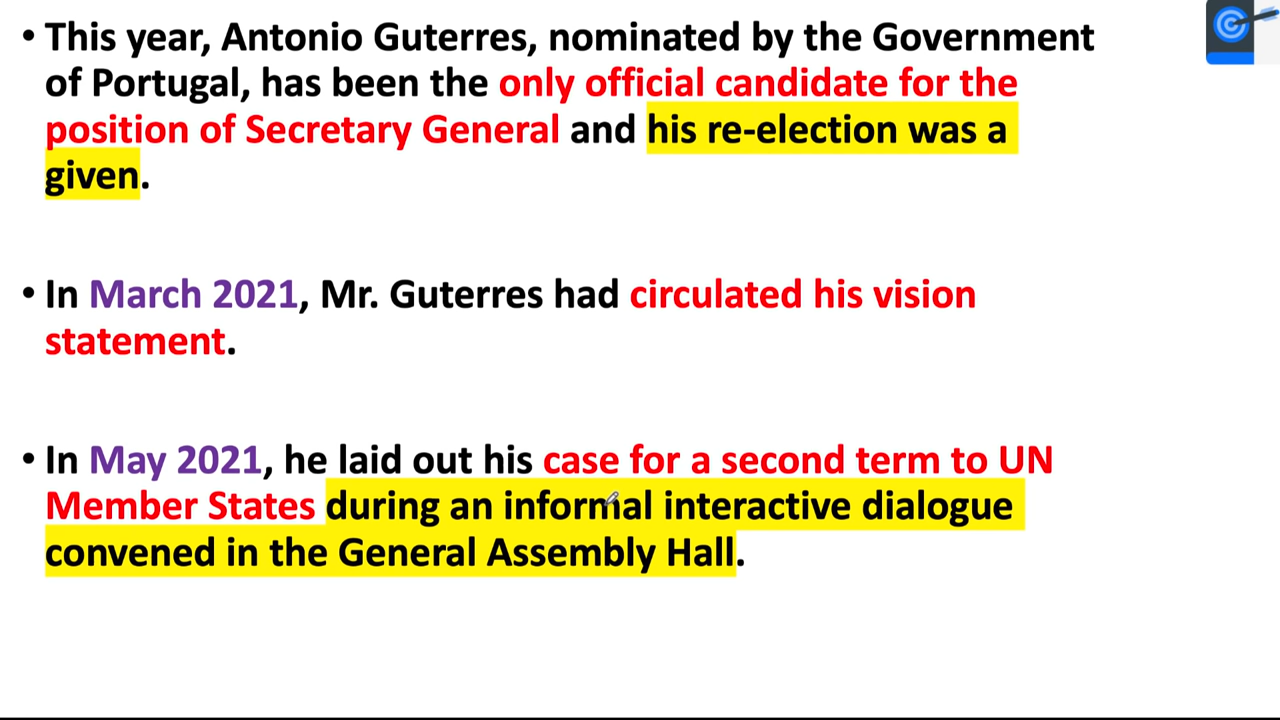 • This year, Antonio Guterres, nominated by the Government
of Portugal, has been the only official candidate for the
position of Secretary General and his re-election was a
given.
• In March 2021, Mr. Guterres had circulated his vision
statement.
• In May 2021, he laid out his case for a second term to UN
Member States during an informal interactive dialogue
convened in the General Assembly Hall.